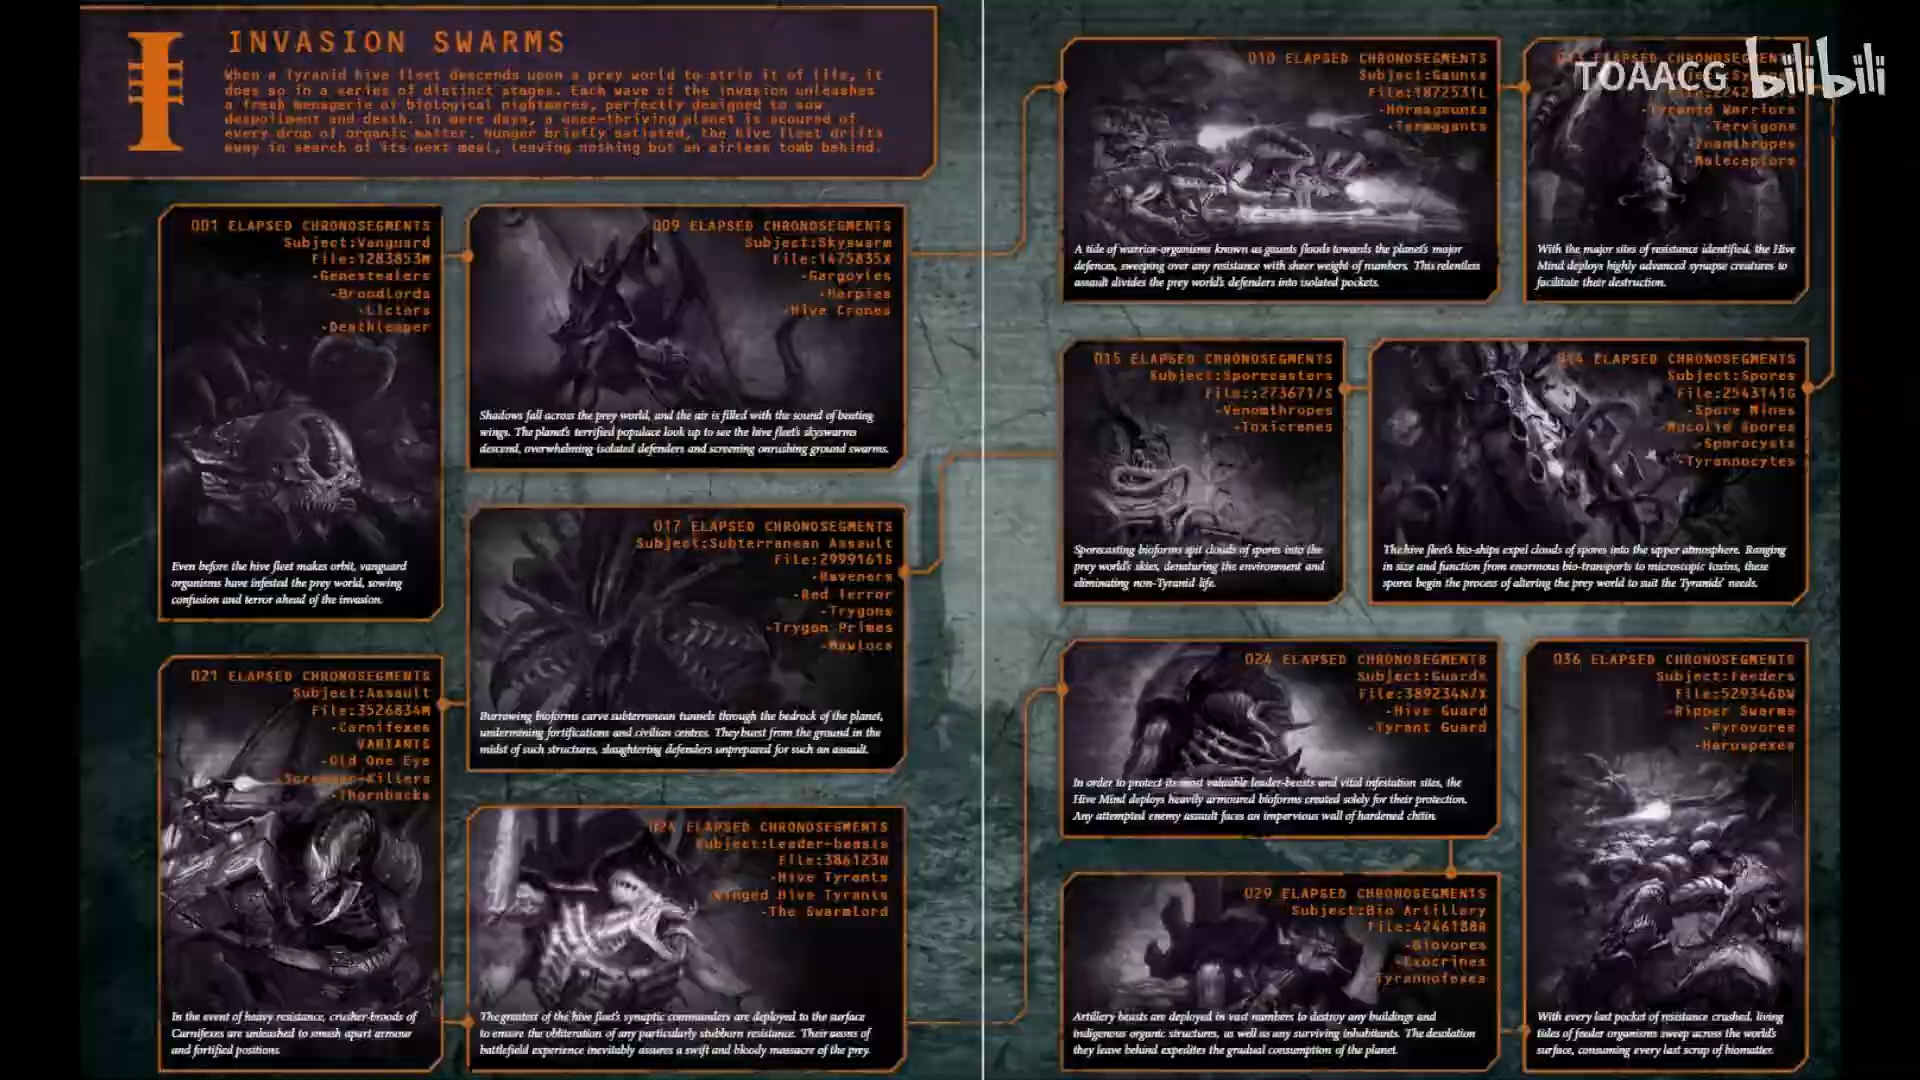 INVASION SWARMS
When a Tyranid hive fleet descends upon a prey world to strip it of life, it
does so in a series of distinct stages. Each wave of the invasion unleashes
a fresh menagerie of biological nightmares, perfectly designed to sow
despoilment and death. In mere days, a once-thriving planet is scoured of
every drop of organic matter. Hunger briefly satiated, the hive fleet drifts
away in search of its next meal, leaving nothing but an airless tomb behind.
001 ELAPSED CHRONOSEGMENTS
Subject:Vanguard
File:1283853M
-Genestealers
-Broodlords
-Lictors
-Deathleaper
Even before the hive fleet makes orbit, vanguard
organisms have infested the prey world, sowing
confusion and terror ahead of the invasion.
009 ELAPSED CHRONOSEGMENTS
Subject:Skyswarm
File:1475835X
-Gargoyles
-Harpies
-Hive Crones
Shadows fall across the prey world, and the air is filled with the sound of beating
wings. The planet's terrified populace look up to see the hive fleet's skyswarms
descend, overwhelming isolated defenders and screening onrushing ground swarms.
010 ELAPSED CHRONOSEGMENTS
Subject:Gaunts
File:1872531L
-Hormagaunts
-Termagants
A tide of warrior-organisms known as gaunts floods towards the planet's major
defences, sweeping over any resistance with sheer weight of numbers. This relentless
assault divides the prey world's defenders into isolated pockets.
TOAACG bilibili
ELAPSED CHRONOSEGMENTS
-Tyranid Warriors
-Tervigons
-Zoanthropes
-Maleceptors
With the major sites of resistance identified, the Hive
Mind deploys highly advanced synapse creatures to
facilitate their destruction.
014 ELAPSED CHRONOSEGMENTS
Subject:Spores
File:2543141G
-Spore Mines
-Mucolid Spores
-Sporocysts
-Tyrannocytes
The hive fleet's bio-ships expel clouds of spores into the upper atmosphere. Ranging
in size and function from enormous bio-transports to microscopic toxins, these
spores begin the process of altering the prey world to suit the Tyranids' needs.
015 ELAPSED CHRONOSEGMENTS
Subject:Sporecasters
File::273671/S
-Venomthropes
-Toxicrenes
Sporecasting bioforms spit clouds of spores into the
prey world's skies, denaturing the environment and
eliminating non-Tyranid life.
017 ELAPSED CHRONOSEGMENTS
Subject:Subterranean Assault
File:2999161S
-Raveners
-Red Terror
-Trygons
-Trygon Primes
-Mawlocs
Burrowing bioforms carve subterranean tunnels through the bedrock of the planet,
undermining fortifications and civilian centres. They burst from the ground in the
midst of such structures, slaughtering defenders unprepared for such an assault.
021 ELAPSED CHRONOSEGMENTS
Subject:Assault
File:3526834M
-Carnifexes
VARIANTS
-Old One Eye
-Screamer-Killers
-Thornbacks
In the event of heavy resistance, crusher-broods of
Carnifexes are unleashed to smash apart armour
and fortified positions.
024 ELAPSED CHRONOSEGMENTS
Subject:Leader-beasts
File:386123N
-Hive Tyrants
-Winged Hive Tyrants
-The Swarmlord
The greatest of the hive fleet's synaptic commanders are deployed to the surface
to ensure the obliteration of any particularly stubborn resistance. Their aeons of
battlefield experience inevitably assures a swift and bloody massacre of the prey.
024 ELAPSED CHRONOSEGMENTS
Subject:Guards
File:389234N/X
-Hive Guard
-Tyrant Guard
In order to protect its most valuable leader-beasts and vital infestation sites, the
Hive Mind deploys heavily armoured bioforms created solely for their protection.
Any attempted enemy assault faces an impervious wall of hardened chitin.
029 ELAPSED CHRONOSEGMENTS
Subject:Bio Artillery
File:4246188R
-Biovores
-Exocrines
-Tyrannofexes
Artillery beasts are deployed in vast numbers to destroy any buildings and
indigenous organic structures, as well as any surviving inhabitants. The desolation
they leave behind expedites the gradual consumption of the planet.
036 ELAPSED CHRONOSEGMENTS
Subject:Feeders
File:529346DW
-Ripper Swarms
-Pyrovores
-Haruspexes
With every last pocket of resistance crushed, living
tides of feeder organisms sweep across the world's
surface, consuming every last scrap of biomatter.